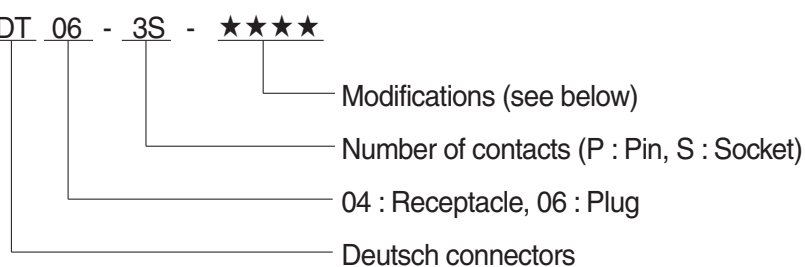 DT 06 - 3S - ★★★★
Modifications (see below)
Number of contacts (P : Pin, S : Socket)
04 : Receptacle, 06 : Plug
Deutsch connectors